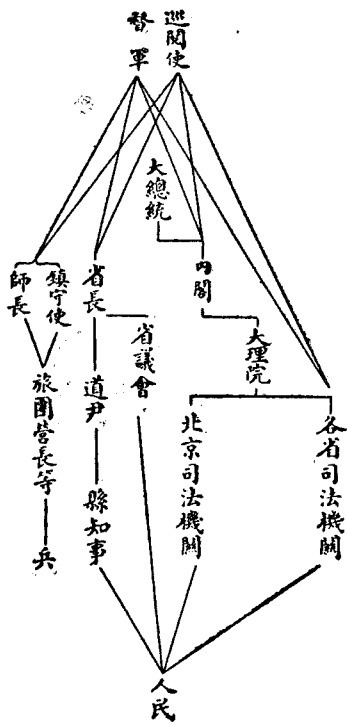 巡閱使
督軍
大總統
內閣
大理院
各省司法機關
北京司法機關
省議會
省長
道尹
縣知事
鎮守使
師長
旅團營長等
兵
人民